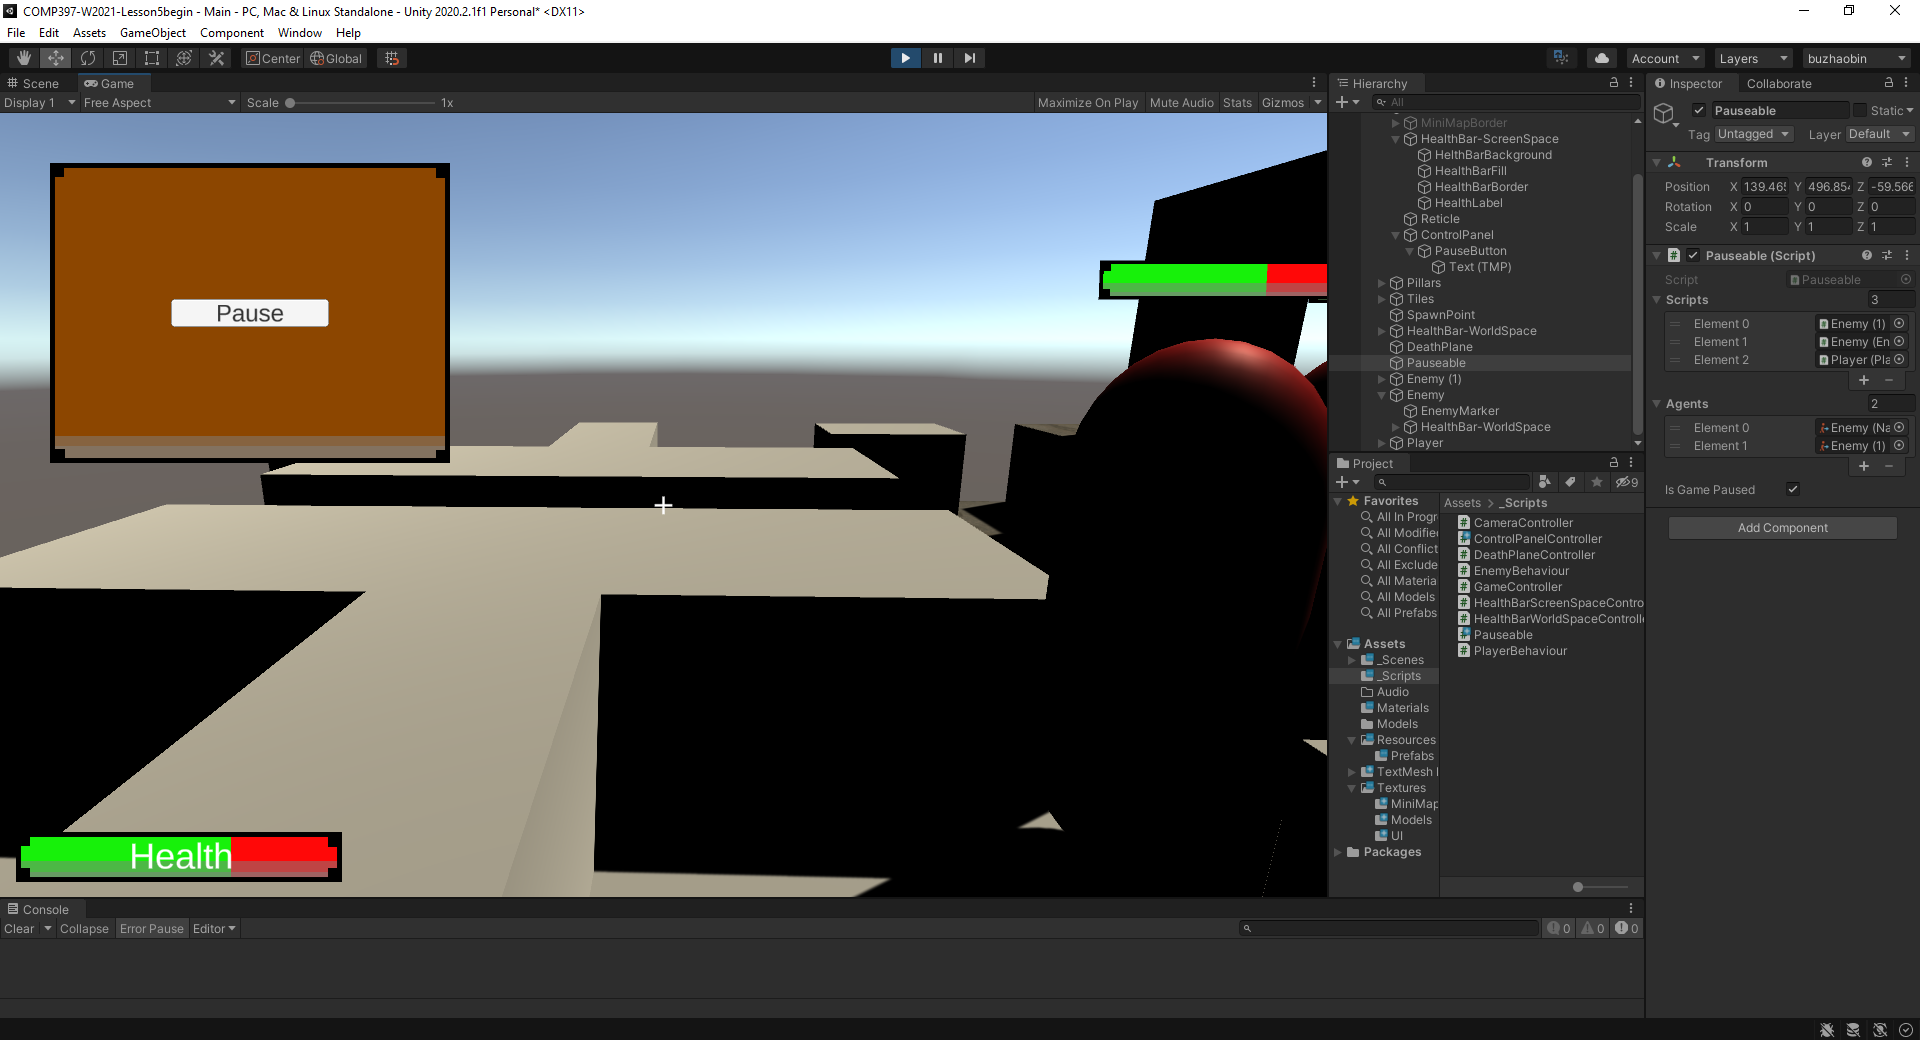 COMP397-W2021-Lesson5begin - Main - PC, Mac & Linux Standalone - Unity 2020.2.1f1 Personal* <DX11>
File Edit Assets GameObject Component Window Help
Center Global
Account Layers buzhaobin
Scene Game
Display 1 Free Aspect Scale 1x Maximize On Play Mute Audio Stats Gizmos
Pause
Health
Hierarchy
All
MiniMapBorder
HealthBar-ScreenSpace
HelthBarBackground
HealthBarFill
HealthBarBorder
HealthLabel
Reticle
ControlPanel
PauseButton
Text (TMP)
Pillars
Tiles
SpawnPoint
HealthBar-WorldSpace
DeathPlane
Pauseable
Enemy (1)
Enemy
EnemyMarker
HealthBar-WorldSpace
Player
Project
9
Favorites
All In Progr
All Modifie
All Conflict
All Exclude
All Materia
All Models
All Prefabs
Assets
_Scenes
_Scripts
Audio
Materials
Models
Resources
Prefabs
TextMesh
Textures
MiniMap
Models
UI
Packages
Assets > _Scripts
CameraController
ControlPanelController
DeathPlaneController
EnemyBehaviour
GameController
HealthBarScreenSpaceContro
HealthBarWorldSpaceControll
Pauseable
PlayerBehaviour
Inspector Collaborate
Pauseable Static
Tag Untagged Layer Default
Transform
Position X 139.465 Y 496.854 Z -59.566
Rotation X 0 Y 0 Z 0
Scale X 1 Y 1 Z 1
Pauseable (Script)
Script Pauseable
Scripts 3
Element 0 Enemy (1)
Element 1 Enemy (En
Element 2 Player (Pla
Agents 2
Element 0 Enemy (Na
Element 1 Enemy (1)
Is Game Paused
Add Component
Console
Clear Collapse Error Pause Editor
0 0 0